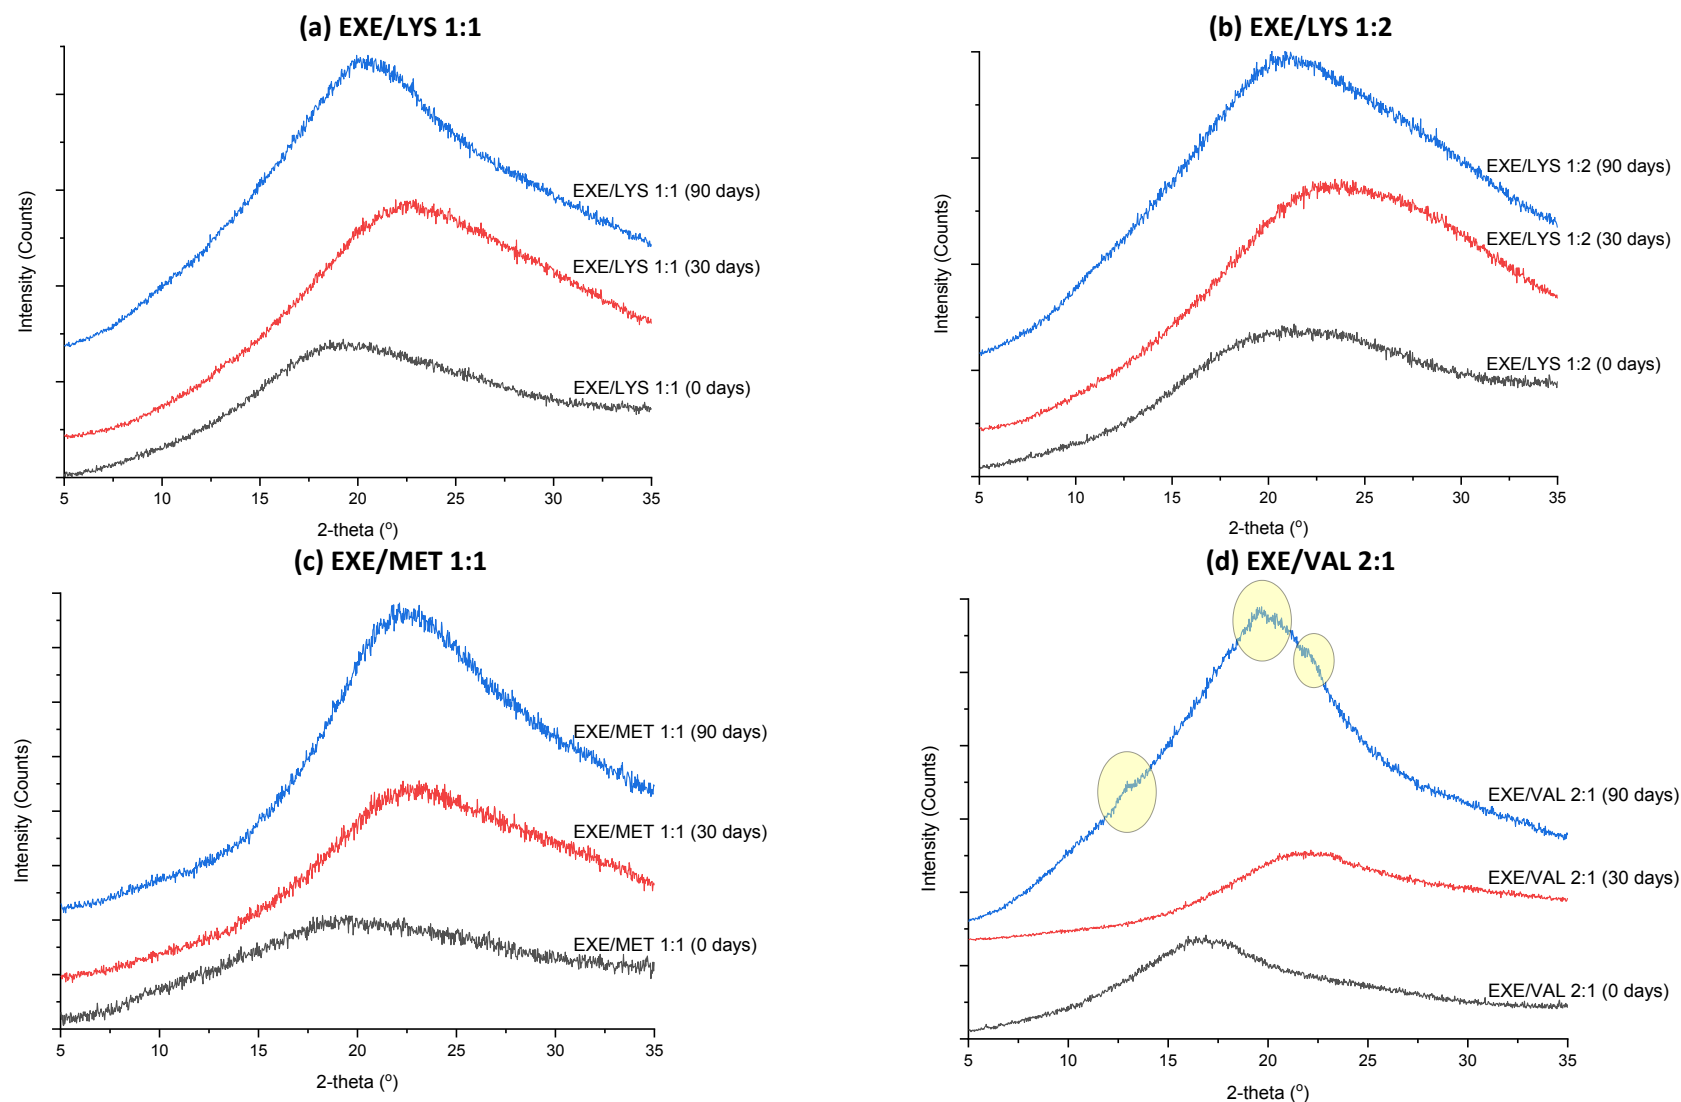 (a) EXE/LYS 1:1
Intensity (Counts)
EXE/LYS 1:1 (90 days)
EXE/LYS 1:1 (30 days)
EXE/LYS 1:1 (0 days)
5 10 15 20 25 30 35
2-theta (°)
(b) EXE/LYS 1:2
Intensity (Counts)
EXE/LYS 1:2 (90 days)
EXE/LYS 1:2 (30 days)
EXE/LYS 1:2 (0 days)
5 10 15 20 25 30 35
2-theta (°)
(c) EXE/MET 1:1
Intensity (Counts)
EXE/MET 1:1 (90 days)
EXE/MET 1:1 (30 days)
EXE/MET 1:1 (0 days)
5 10 15 20 25 30 35
2-theta (°)
(d) EXE/VAL 2:1
Intensity (Counts)
EXE/VAL 2:1 (90 days)
EXE/VAL 2:1 (30 days)
EXE/VAL 2:1 (0 days)
5 10 15 20 25 30 35
2-theta (°)